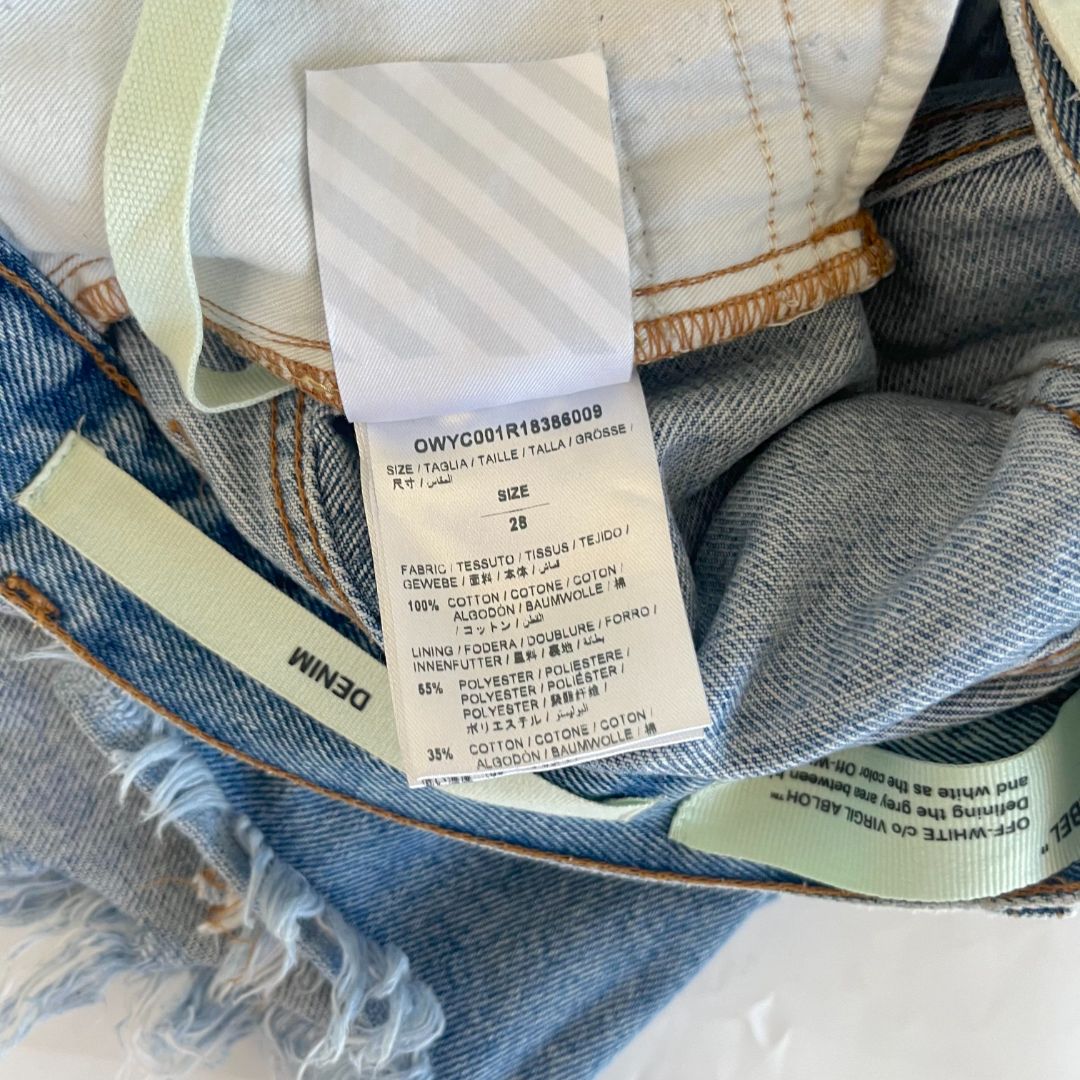 OWYC001R18386009
SIZE / TAGLIA / TAILLE / TALLA / GRÖSSE /
尺寸 / المقاس
SIZE
28
FABRIC / TESSUTO / TISSUS / TEJIDO /
GEWEBE / 面料 / 本体 / قماش
100% COTTON / COTONE / COTON /
ALGODÓN / BAUMWOLLE / 棉
/ コットン / القطن
LINING / FODERA / DOUBLURE / FORRO /
INNENFUTTER / 里料 / 裏地 / بطانة
65% POLYESTER / POLIESTERE /
POLYESTER / POLIÉSTER /
POLYESTER / 聚酯纤维 /
ポリエステル / البوليستر
35% COTTON / COTONE / COTON /
ALGODÓN / BAUMWOLLE / 棉
DENIM
BEL "
OFF-WHITE c/o VIRGIL ABLOH™
Defining the grey area between
and white as the color Off-W